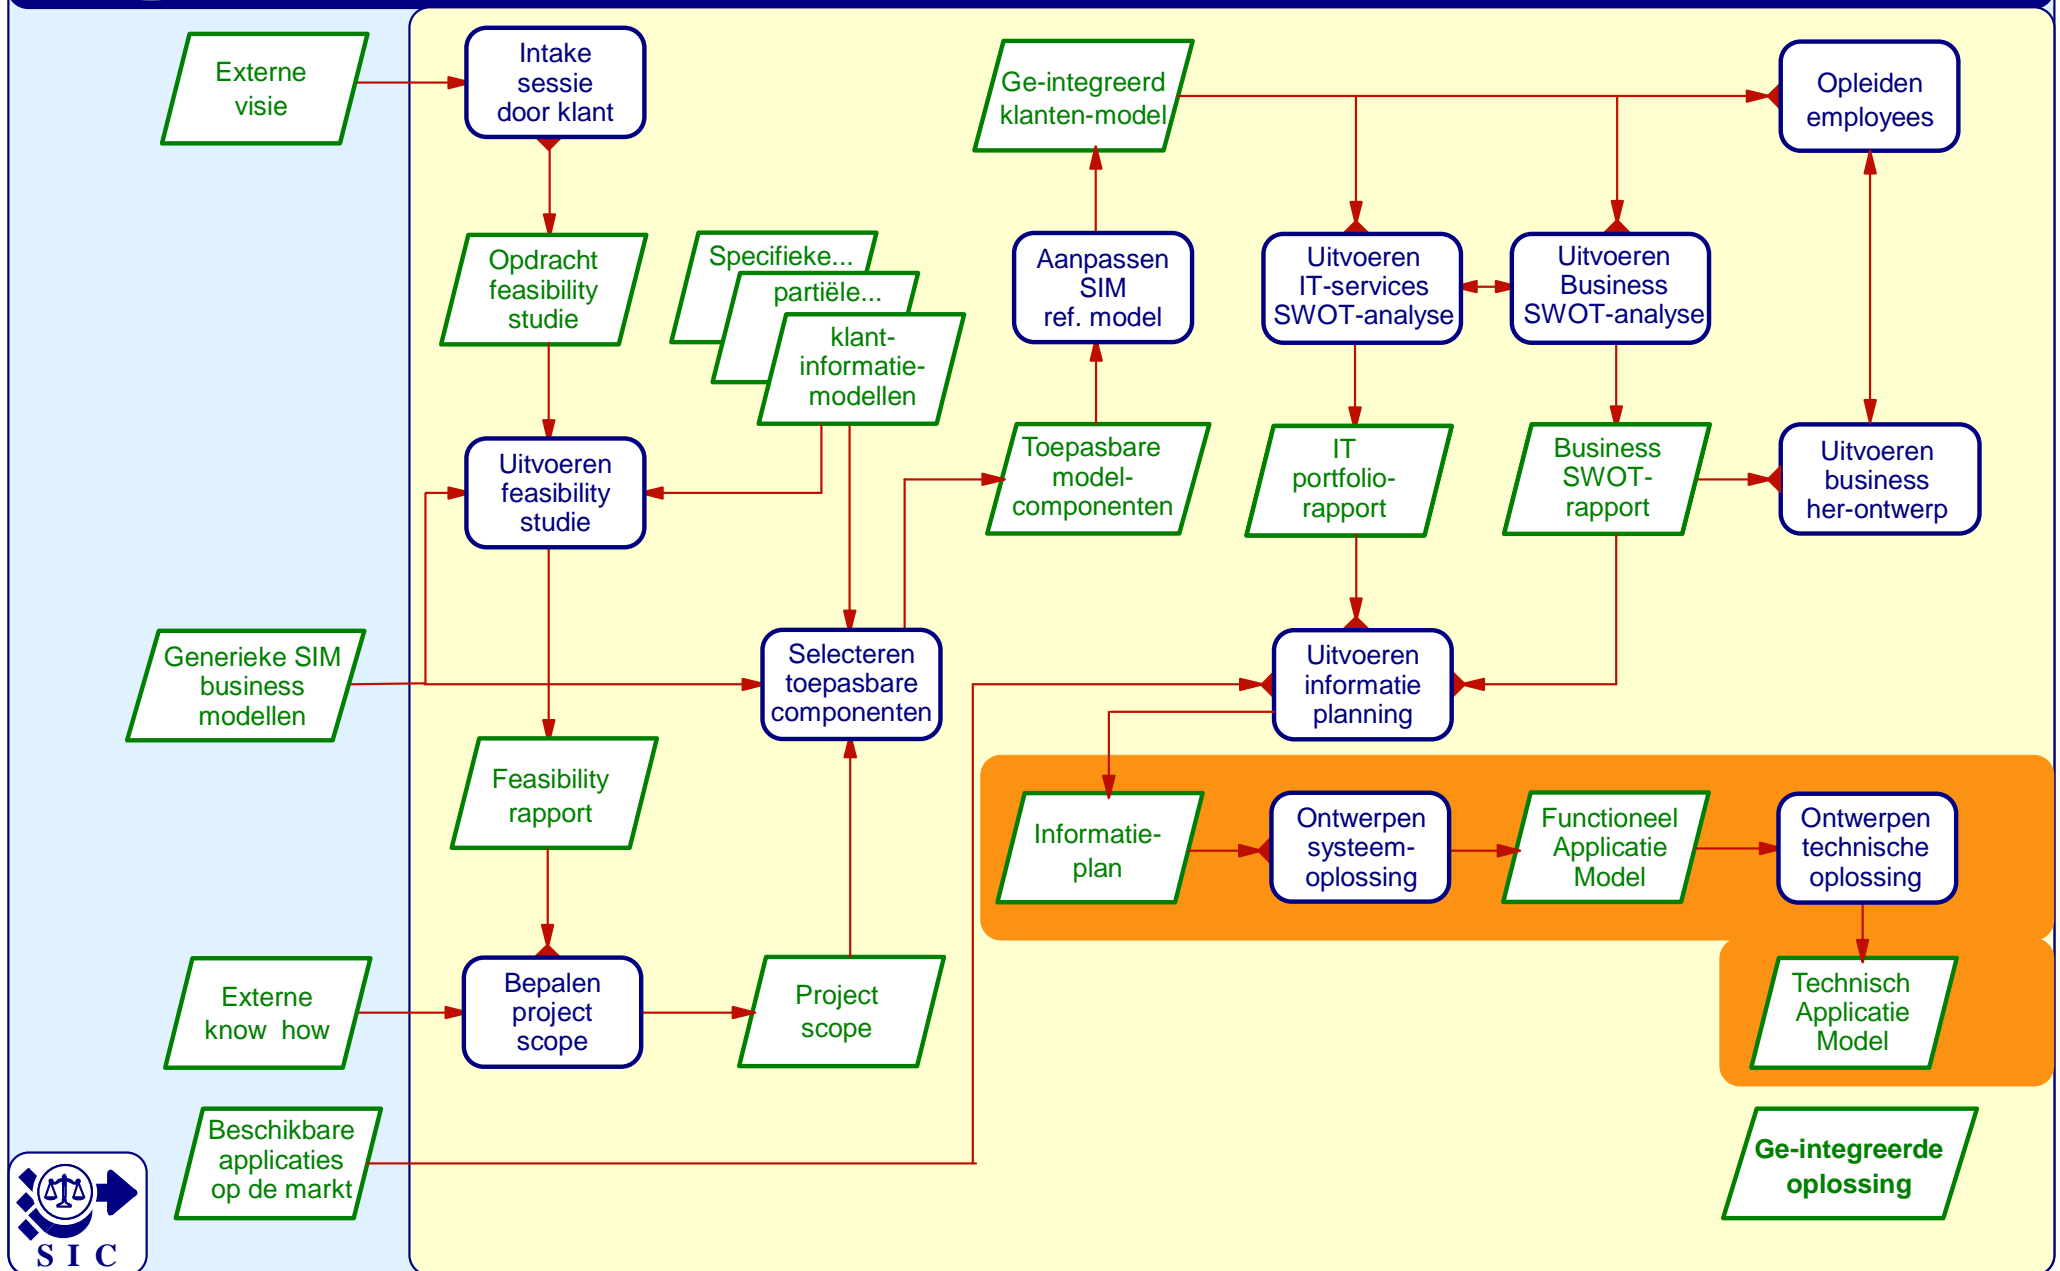 Externe
visie
Intake
sessie
door klant
Ge-integreerd
klanten-model
Opleiden
employees
Opdracht
feasibility
studie
Specifieke...
partiële...
klant-
informatie-
modellen
Aanpassen
SIM
ref. model
Uitvoeren
IT-services
SWOT-analyse
Uitvoeren
Business
SWOT-analyse
Uitvoeren
feasibility
studie
Toepasbare
model-
componenten
IT
portfolio-
rapport
Business
SWOT-
rapport
Uitvoeren
business
her-ontwerp
Generieke SIM
business
modellen
Selecteren
toepasbare
componenten
Uitvoeren
informatie
planning
Feasibility
rapport
Informatie-
plan
Ontwerpen
systeem-
oplossing
Functioneel
Applicatie
Model
Ontwerpen
technische
oplossing
Externe
know how
Bepalen
project
scope
Project
scope
Technisch
Applicatie
Model
Beschikbare
applicaties
op de markt
Ge-integreerde
oplossing
S I C